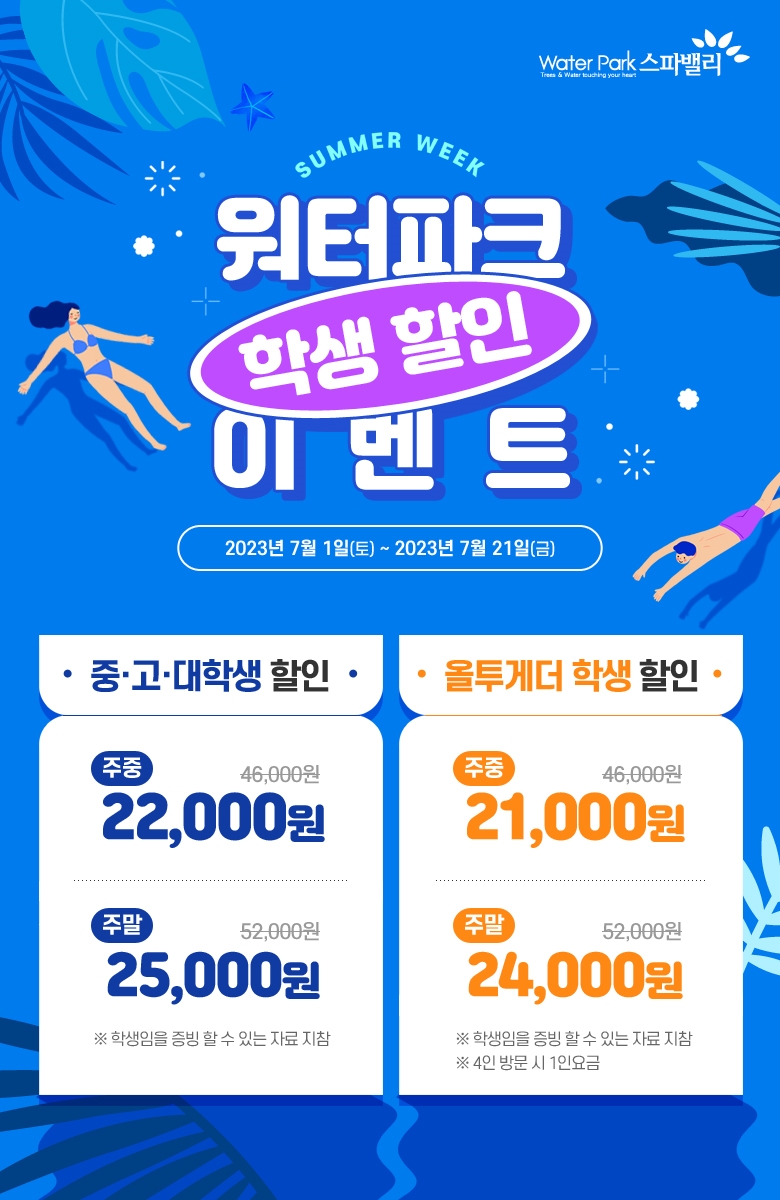 Water Park 스파밸리
Trees & Water touching your heart
SUMMER WEEK
워터파크
학생 할인
이벤트
2023년 7월 1일(토) ~ 2023년 7월 21일(금)
• 중·고·대학생 할인 •
주중
46,000원
22,000원
주말
52,000원
25,000원
※ 학생임을 증빙 할 수 있는 자료 지참
• 올투게더 학생 할인 •
주중
46,000원
21,000원
주말
52,000원
24,000원
※ 학생임을 증빙 할 수 있는 자료 지참
※ 4인 방문 시 1인요금